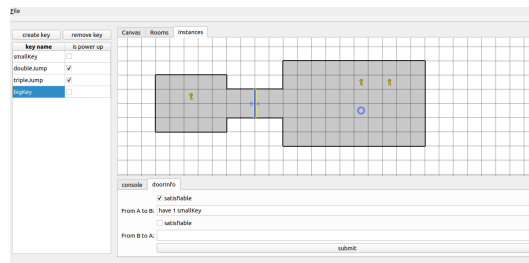 File
create key remove key
key name is power up
smallKey
doubleJump
tripleJump
bigKey
Canvas Rooms Instances
B A
console doorInfo
satisfiable
From A to B: have 1 smallKey
satisfiable
From B to A:
submit